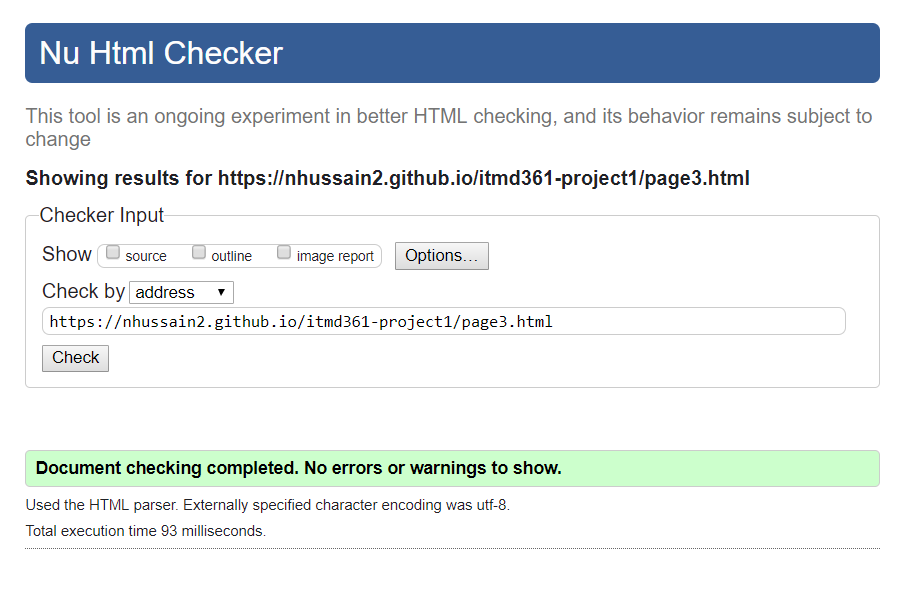 Nu Html Checker
This tool is an ongoing experiment in better HTML checking, and its behavior remains subject to
change
Showing results for https://nhussain2.github.io/itmd361-project1/page3.html
Checker Input
Show source outline image report Options...
Check by address
https://nhussain2.github.io/itmd361-project1/page3.html
Check
Document checking completed. No errors or warnings to show.
Used the HTML parser. Externally specified character encoding was utf-8.
Total execution time 93 milliseconds.